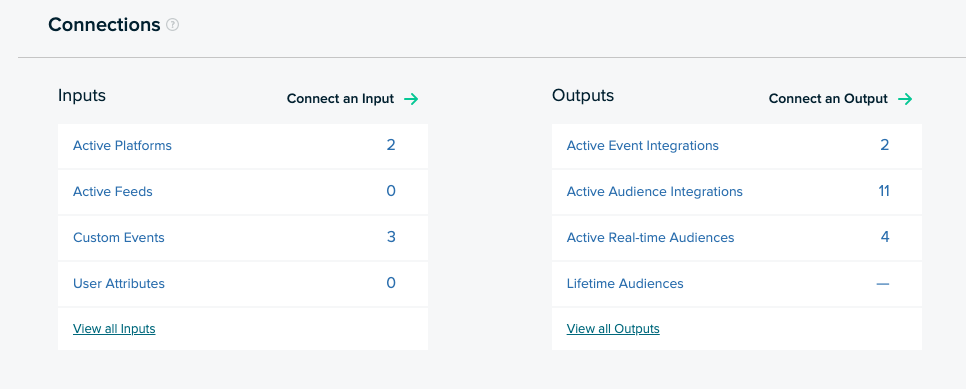 Connections ?
Inputs
Connect an Input →
Active Platforms 2
Active Feeds 0
Custom Events 3
User Attributes 0
View all Inputs
Outputs
Connect an Output →
Active Event Integrations 2
Active Audience Integrations 11
Active Real-time Audiences 4
Lifetime Audiences —
View all Outputs